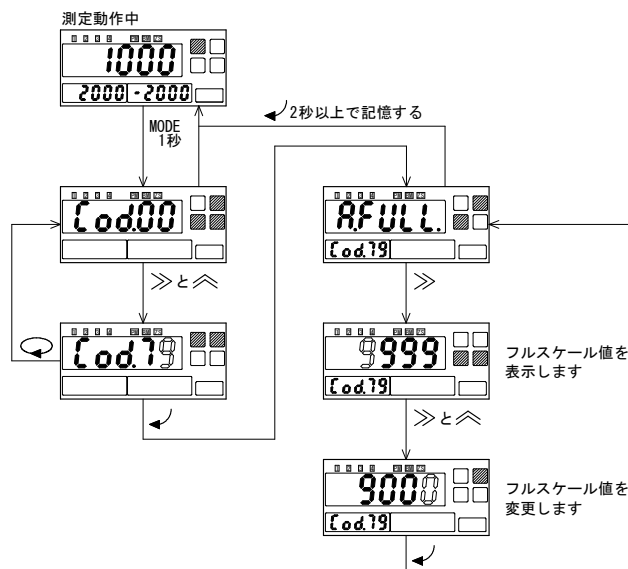 測定動作中
1000
2000 -2000
2秒以上で記憶する
MODE
1秒
Cod.00
A.FULL.
Cod.79
≫と︽
≫
Cod.79
9999
Cod.79
フルスケール値を
表示します
≫と︽
9000
Cod.79
フルスケール値を
変更します